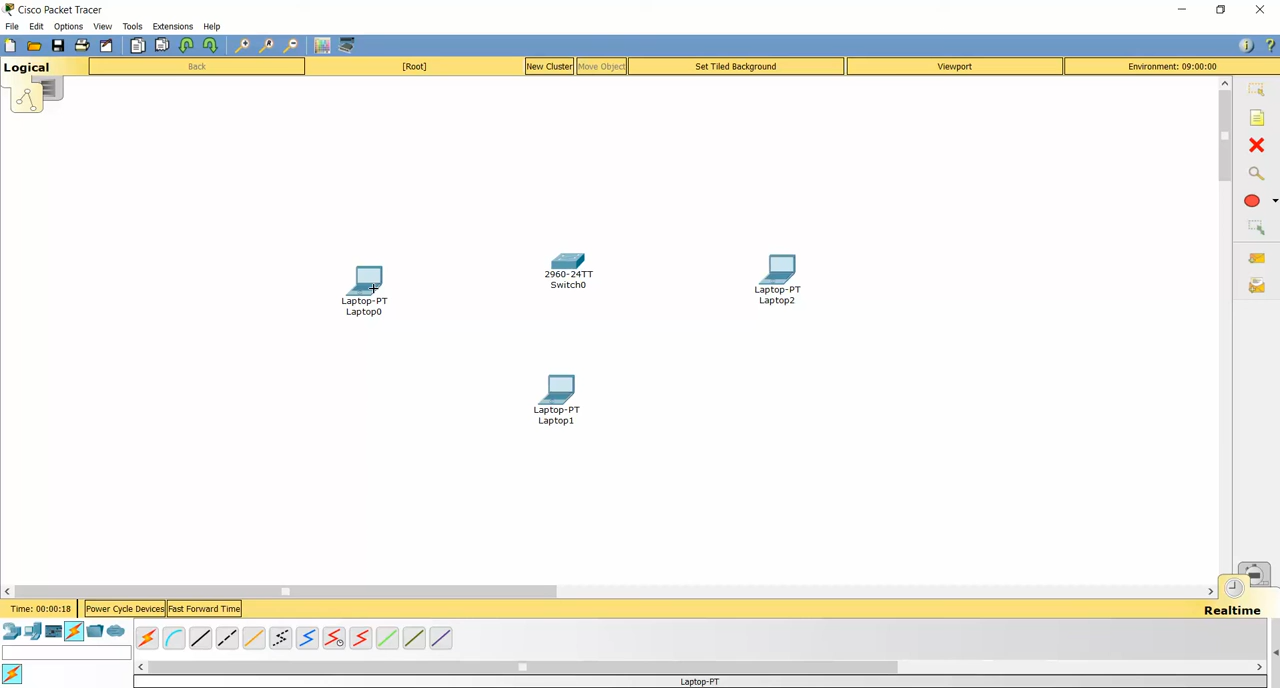 Cisco Packet Tracer
File Edit Options View Tools Extensions Help
Logical Back [Root] New Cluster Move Object Set Tiled Background Viewport Environment: 09:00:00
2960-24TT
Switch0
Laptop-PT
Laptop0
Laptop-PT
Laptop2
Laptop-PT
Laptop1
Time: 00:00:18 Power Cycle Devices Fast Forward Time
Realtime
Laptop-PT